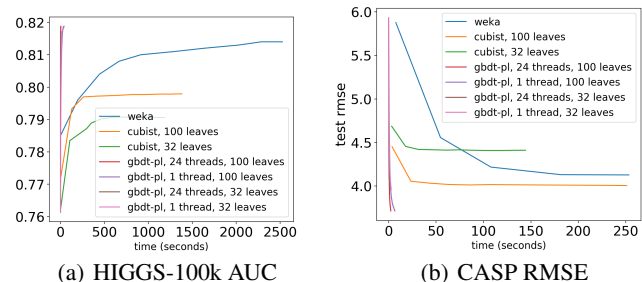 0.82
0.81
0.80
0.79
0.78
0.77
0.76
weka
cubist, 100 leaves
cubist, 32 leaves
gbdt-pl, 24 threads, 100 leaves
gbdt-pl, 1 thread, 100 leaves
gbdt-pl, 24 threads, 32 leaves
gbdt-pl, 1 thread, 32 leaves
0 500 1000 1500 2000 2500
time (seconds)
(a) HIGGS-100k AUC
test rmse
6.0
5.5
5.0
4.5
4.0
weka
cubist, 100 leaves
cubist, 32 leaves
gbdt-pl, 24 threads, 100 leaves
gbdt-pl, 1 thread, 100 leaves
gbdt-pl, 24 threads, 32 leaves
gbdt-pl, 1 thread, 32 leaves
0 50 100 150 200 250
time (seconds)
(b) CASP RMSE